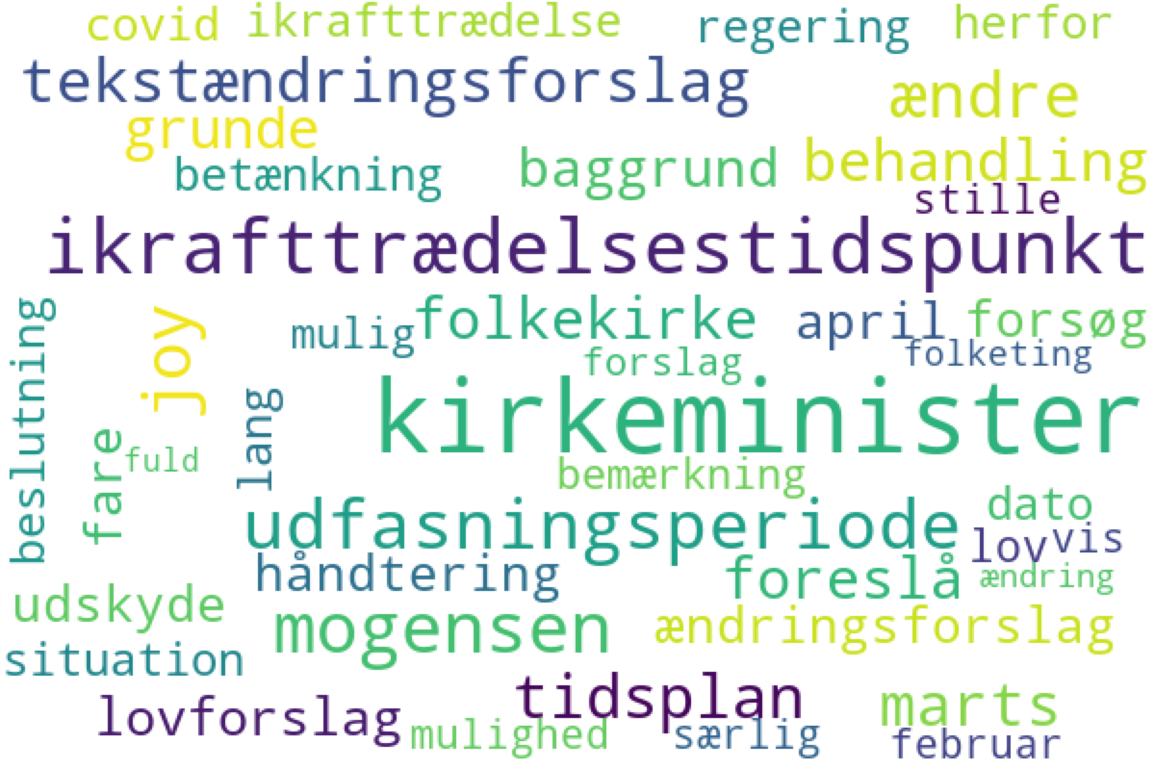 covid ikrafttrædelse regering herfor
tekstændringsforslag ændre
grunde
betænkning baggrund behandling
stille
ikrafttrædelsestidspunkt
beslutning joy mulig folkekirke april forsøg
forslag folketing
fare fuld lang kirkeminister
bemærkning
udfasningsperiode dato
lov vis
håndtering foreslå ændring
udskyde mogensen ændringsforslag
situation
lovforslag tidsplan marts
mulighed særlig februar